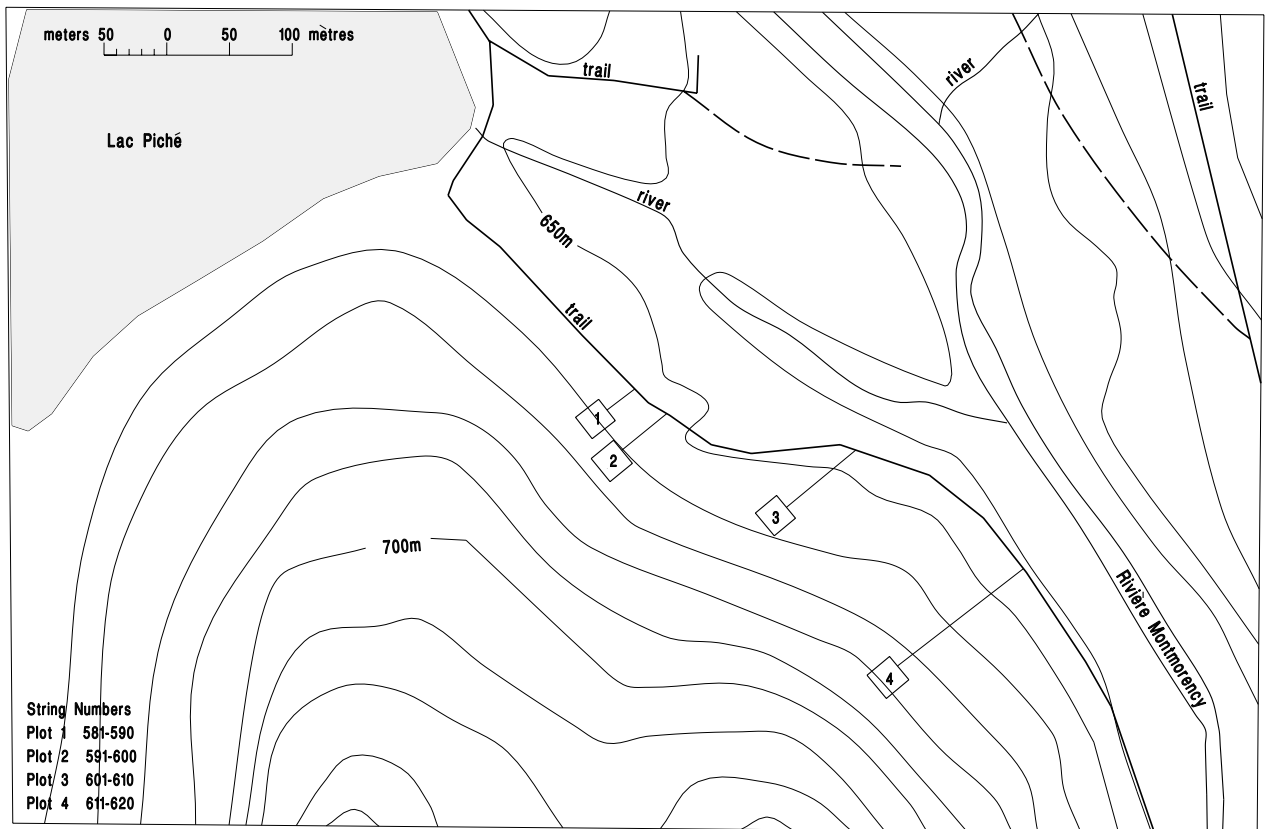 meters 50 0 50 100 mètres
trail
river
trail
Lac Piché
river
650m
trail
1
2
3
700m
Rivière Montmorency
4
String Numbers
Plot 1 581-590
Plot 2 591-600
Plot 3 601-610
Plot 4 611-620